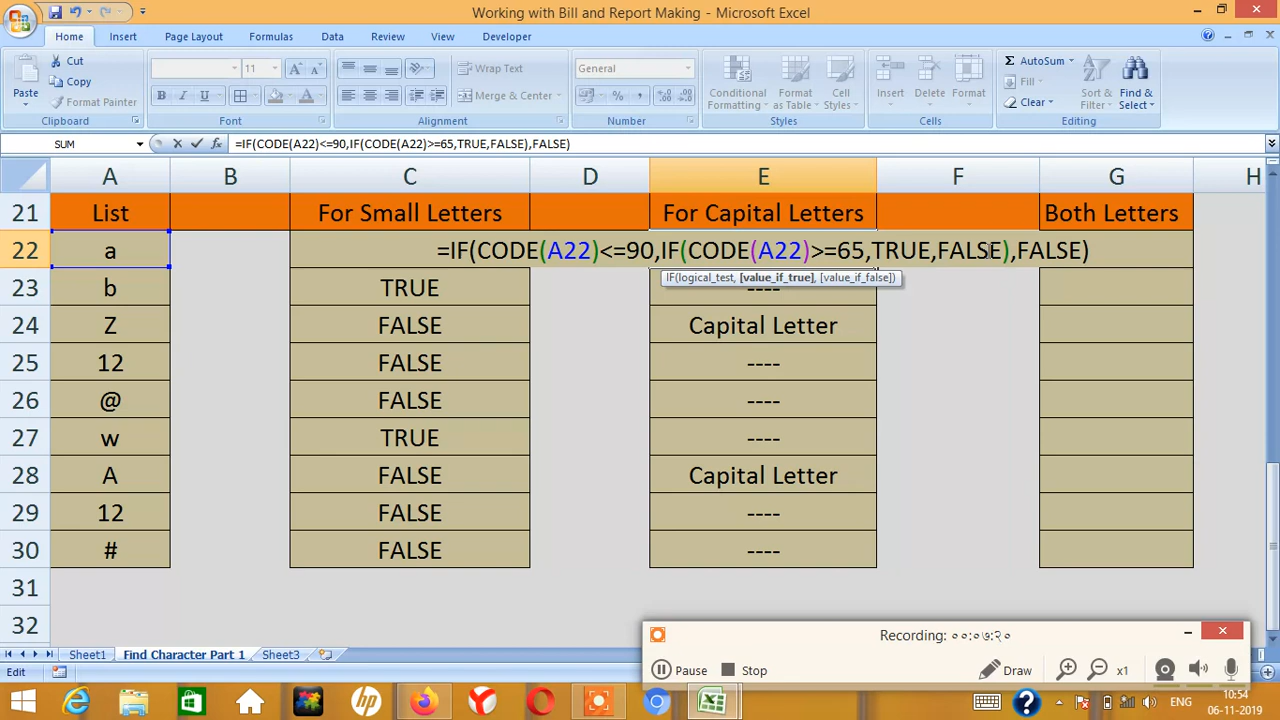 Working with Bill and Report Making - Microsoft Excel
Home Insert Page Layout Formulas Data Review View Developer
Paste
Cut
Copy
Format Painter
Clipboard
11
Font
Wrap Text
Merge & Center
Alignment
General
Number
Conditional Formatting
Format as Table
Cell Styles
Styles
Insert
Delete
Format
Cells
AutoSum
Fill
Clear
Sort & Filter
Find & Select
Editing
SUM =IF(CODE(A22)<=90,IF(CODE(A22)>=65,TRUE,FALSE),FALSE)
A B C D E F G H
21 List For Small Letters For Capital Letters Both Letters
22 a =IF(CODE(A22)<=90,IF(CODE(A22)>=65,TRUE,FALSE),FALSE)
IF(logical_test, [value_if_true], [value_if_false])
23 b TRUE ----
24 Z FALSE Capital Letter
25 12 FALSE ----
26 @ FALSE ----
27 w TRUE ----
28 A FALSE Capital Letter
29 12 FALSE ----
30 # FALSE ----
31
32
Recording: ००:०७:२०
Pause Stop Draw x1
Sheet1 Find Character Part 1 Sheet3
Edit
10:54
06-11-2019